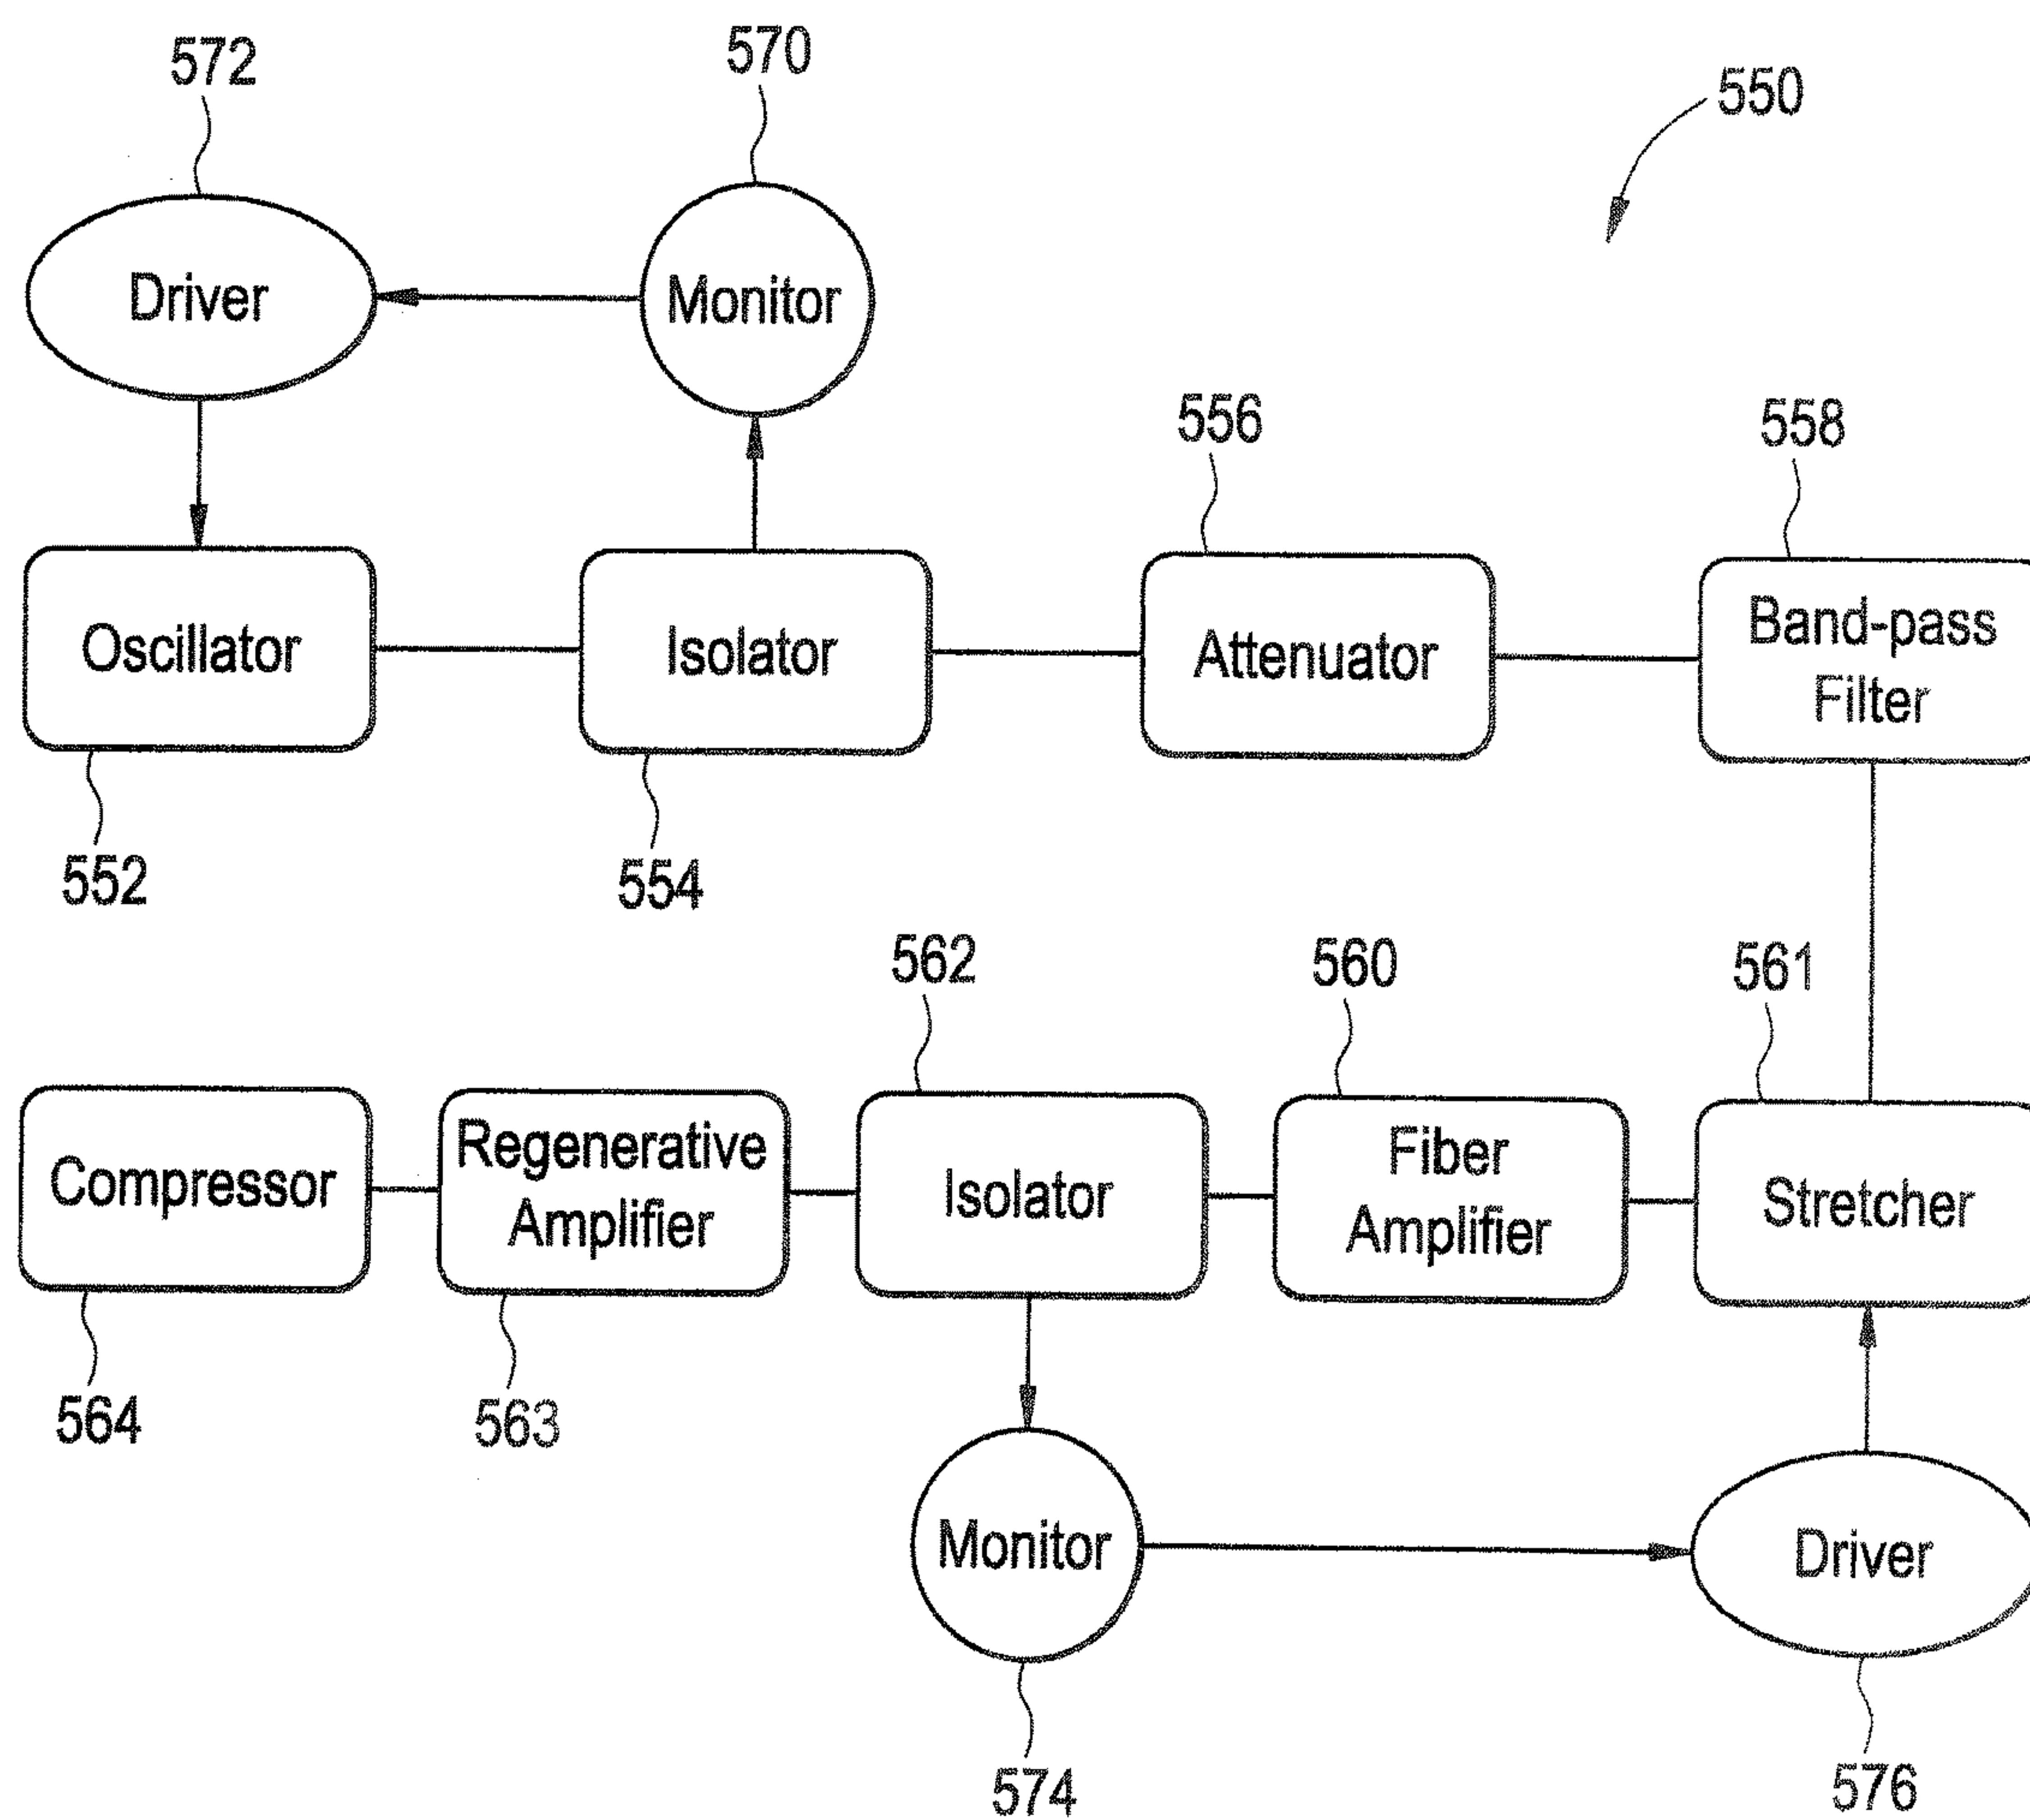 572
570
550
Driver
Monitor
556
558
Oscillator
Isolator
Attenuator
Band-pass
Filter
552
554
562
560
561
Compressor
Regenerative
Amplifier
Isolator
Fiber
Amplifier
Stretcher
564
563
Monitor
Driver
574
576